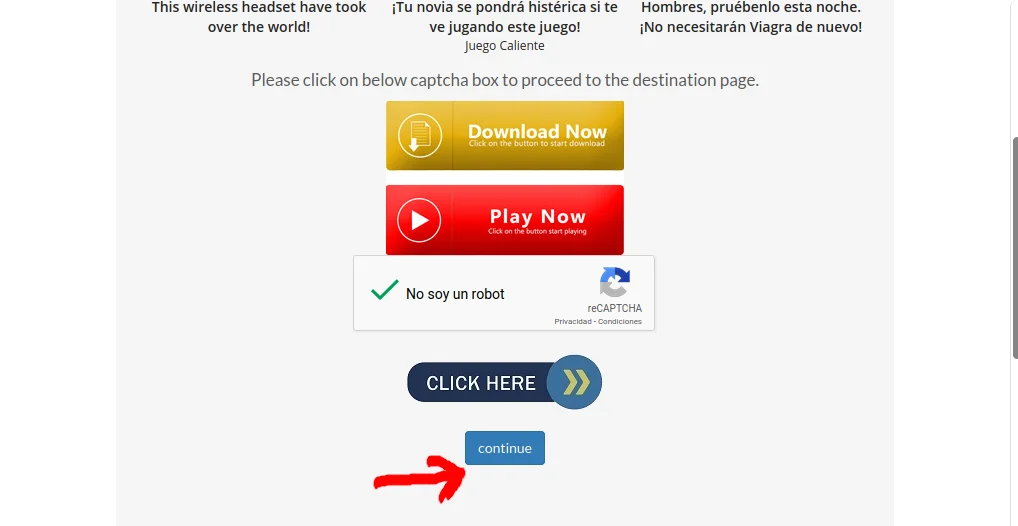 This wireless headset have took
over the world!
¡Tu novia se pondrá histérica si te
ve jugando este juego!
Juego Caliente
Hombres, pruébenlo esta noche.
¡No necesitarán Viagra de nuevo!
Please click on below captcha box to proceed to the destination page.
Download Now
Click on the button to start download
Play Now
Click on the button start playing
No soy un robot
reCAPTCHA
Privacidad - Condiciones
CLICK HERE
continue